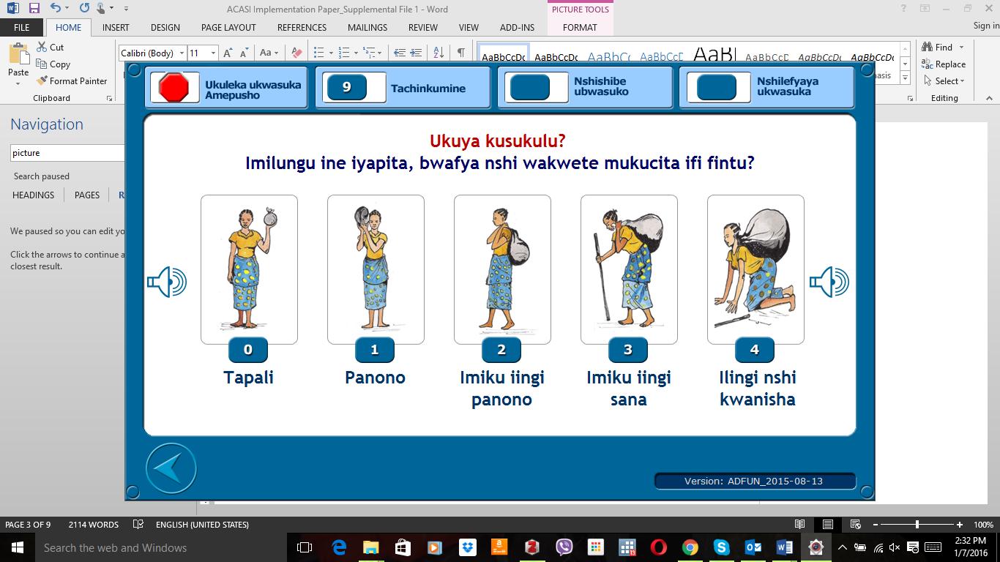 ACASI Implementation Paper_Supplemental File 1 - Word
PICTURE TOOLS
FILE
HOME
INSERT
DESIGN
PAGE LAYOUT
REFERENCES
MAILINGS
REVIEW
VIEW
ADD-INS
FORMAT
Sign in
Paste
Cut
Copy
Format Painter
Clipboard
Calibri (Body)
11
Aa
AaBbCcDc
AaBbCcDc
AaBbCc
AaBbCcD
AaBl
AaBbCcD
AaBbCcDc
AaBbCcDc
Find
Replace
Select
Editing
Navigation
picture
Search paused
HEADINGS
PAGES
We paused so you can edit yo
Click the arrows to continue a
closest result.
Ukuleka ukwasuka
Amepusho
9
Tachinkumine
Nshishibe
ubwasuko
Nshilefyaya
ukwasuka
Ukuya kusukulu?
Imilungu ine iyapita, bwafya nshi wakwete mukucita ifi fintu?
0
1
2
3
4
Tapali
Panono
Imiku iingi
panono
Imiku iingi
sana
Ilingi nshi
kwanisha
Version: ADFUN_2015-08-13
PAGE 3 OF 9
2114 WORDS
ENGLISH (UNITED STATES)
100%
Search the web and Windows
2:32 PM
1/7/2016